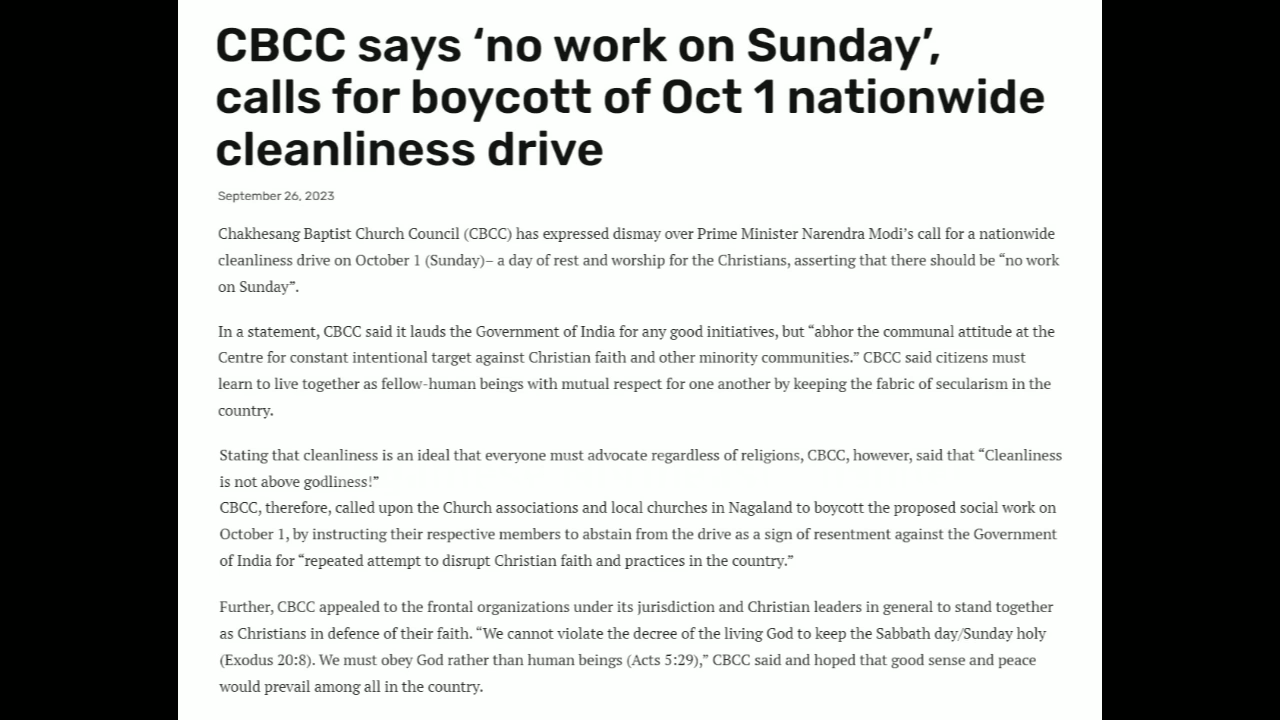 CBCC says ‘no work on Sunday’,
calls for boycott of Oct 1 nationwide
cleanliness drive
September 26, 2023
Chakhesang Baptist Church Council (CBCC) has expressed dismay over Prime Minister Narendra Modi’s call for a nationwide
cleanliness drive on October 1 (Sunday)– a day of rest and worship for the Christians, asserting that there should be “no work
on Sunday”.
In a statement, CBCC said it lauds the Government of India for any good initiatives, but “abhor the communal attitude at the
Centre for constant intentional target against Christian faith and other minority communities.” CBCC said citizens must
learn to live together as fellow-human beings with mutual respect for one another by keeping the fabric of secularism in the
country.
Stating that cleanliness is an ideal that everyone must advocate regardless of religions, CBCC, however, said that “Cleanliness
is not above godliness!”
CBCC, therefore, called upon the Church associations and local churches in Nagaland to boycott the proposed social work on
October 1, by instructing their respective members to abstain from the drive as a sign of resentment against the Government
of India for “repeated attempt to disrupt Christian faith and practices in the country.”
Further, CBCC appealed to the frontal organizations under its jurisdiction and Christian leaders in general to stand together
as Christians in defence of their faith. “We cannot violate the decree of the living God to keep the Sabbath day/Sunday holy
(Exodus 20:8). We must obey God rather than human beings (Acts 5:29),” CBCC said and hoped that good sense and peace
would prevail among all in the country.